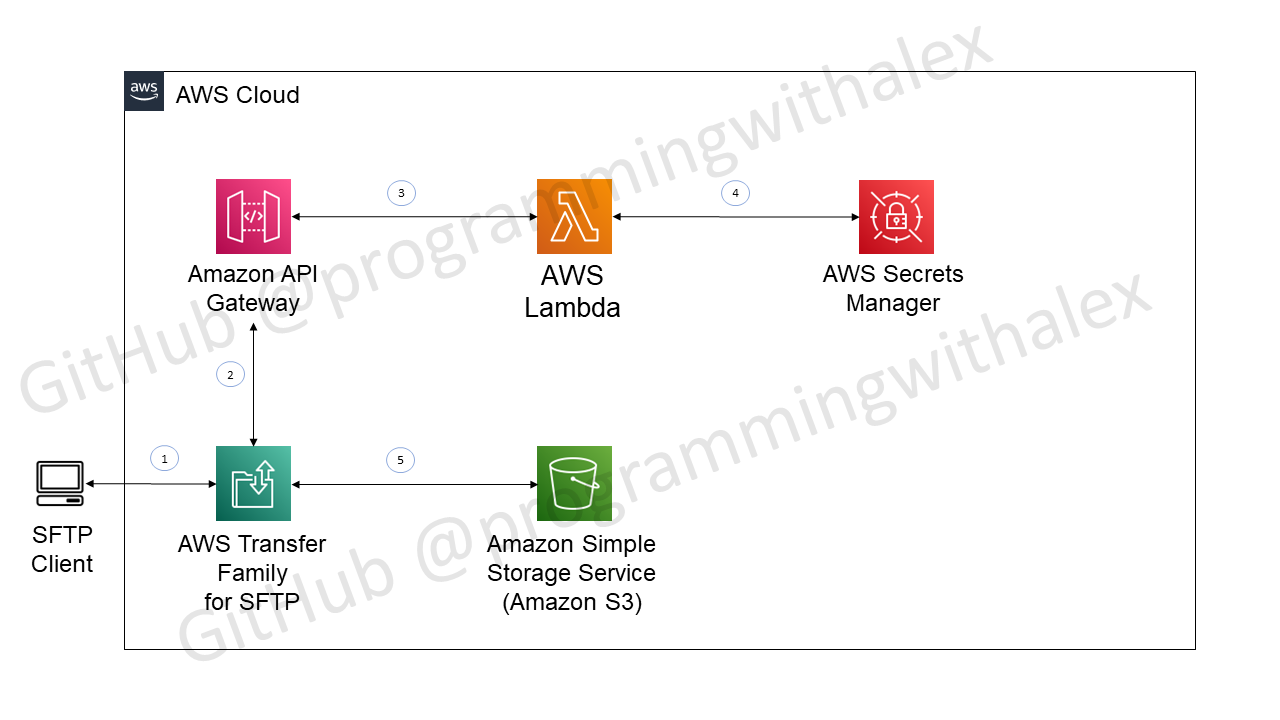 aws
AWS Cloud
3
4
Amazon API
Gateway
AWS
Lambda
AWS Secrets
Manager
2
1
5
SFTP
Client
AWS Transfer
Family
for SFTP
Amazon Simple
Storage Service
(Amazon S3)
GitHub @programmingwithalex
GitHub @programmingwithalex